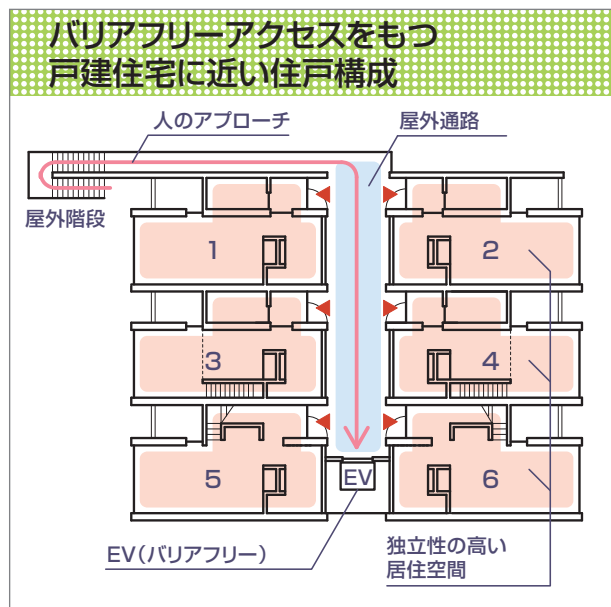 バリアフリーアクセスをもつ
戸建住宅に近い住戸構成
人のアプローチ
屋外通路
屋外階段
1
2
3
4
5
6
EV
EV(バリアフリー)
独立性の高い
居住空間